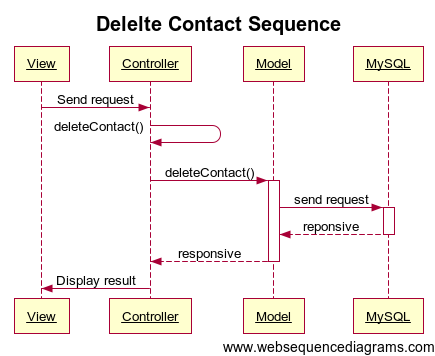 Delelte Contact Sequence
View
Controller
Model
MySQL
Send request
deleteContact()
deleteContact()
send request
reponsive
responsive
Display result
View
Controller
Model
MySQL
www.websequencediagrams.com